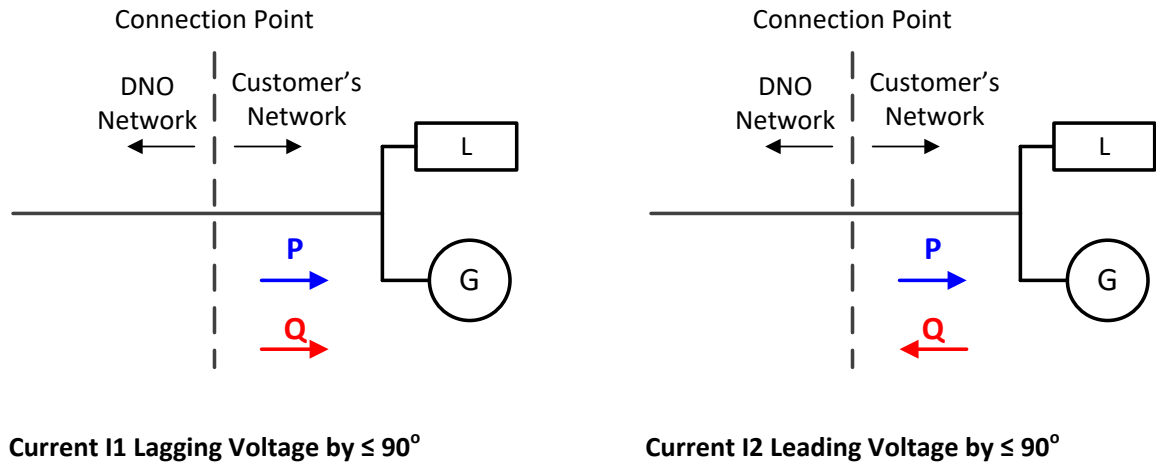 Connection Point
DNO
Network
Customer's
Network
L
P
G
Q
Current I1 Lagging Voltage by ≤ 90°
Connection Point
DNO
Network
Customer's
Network
L
P
G
Q
Current I2 Leading Voltage by ≤ 90°